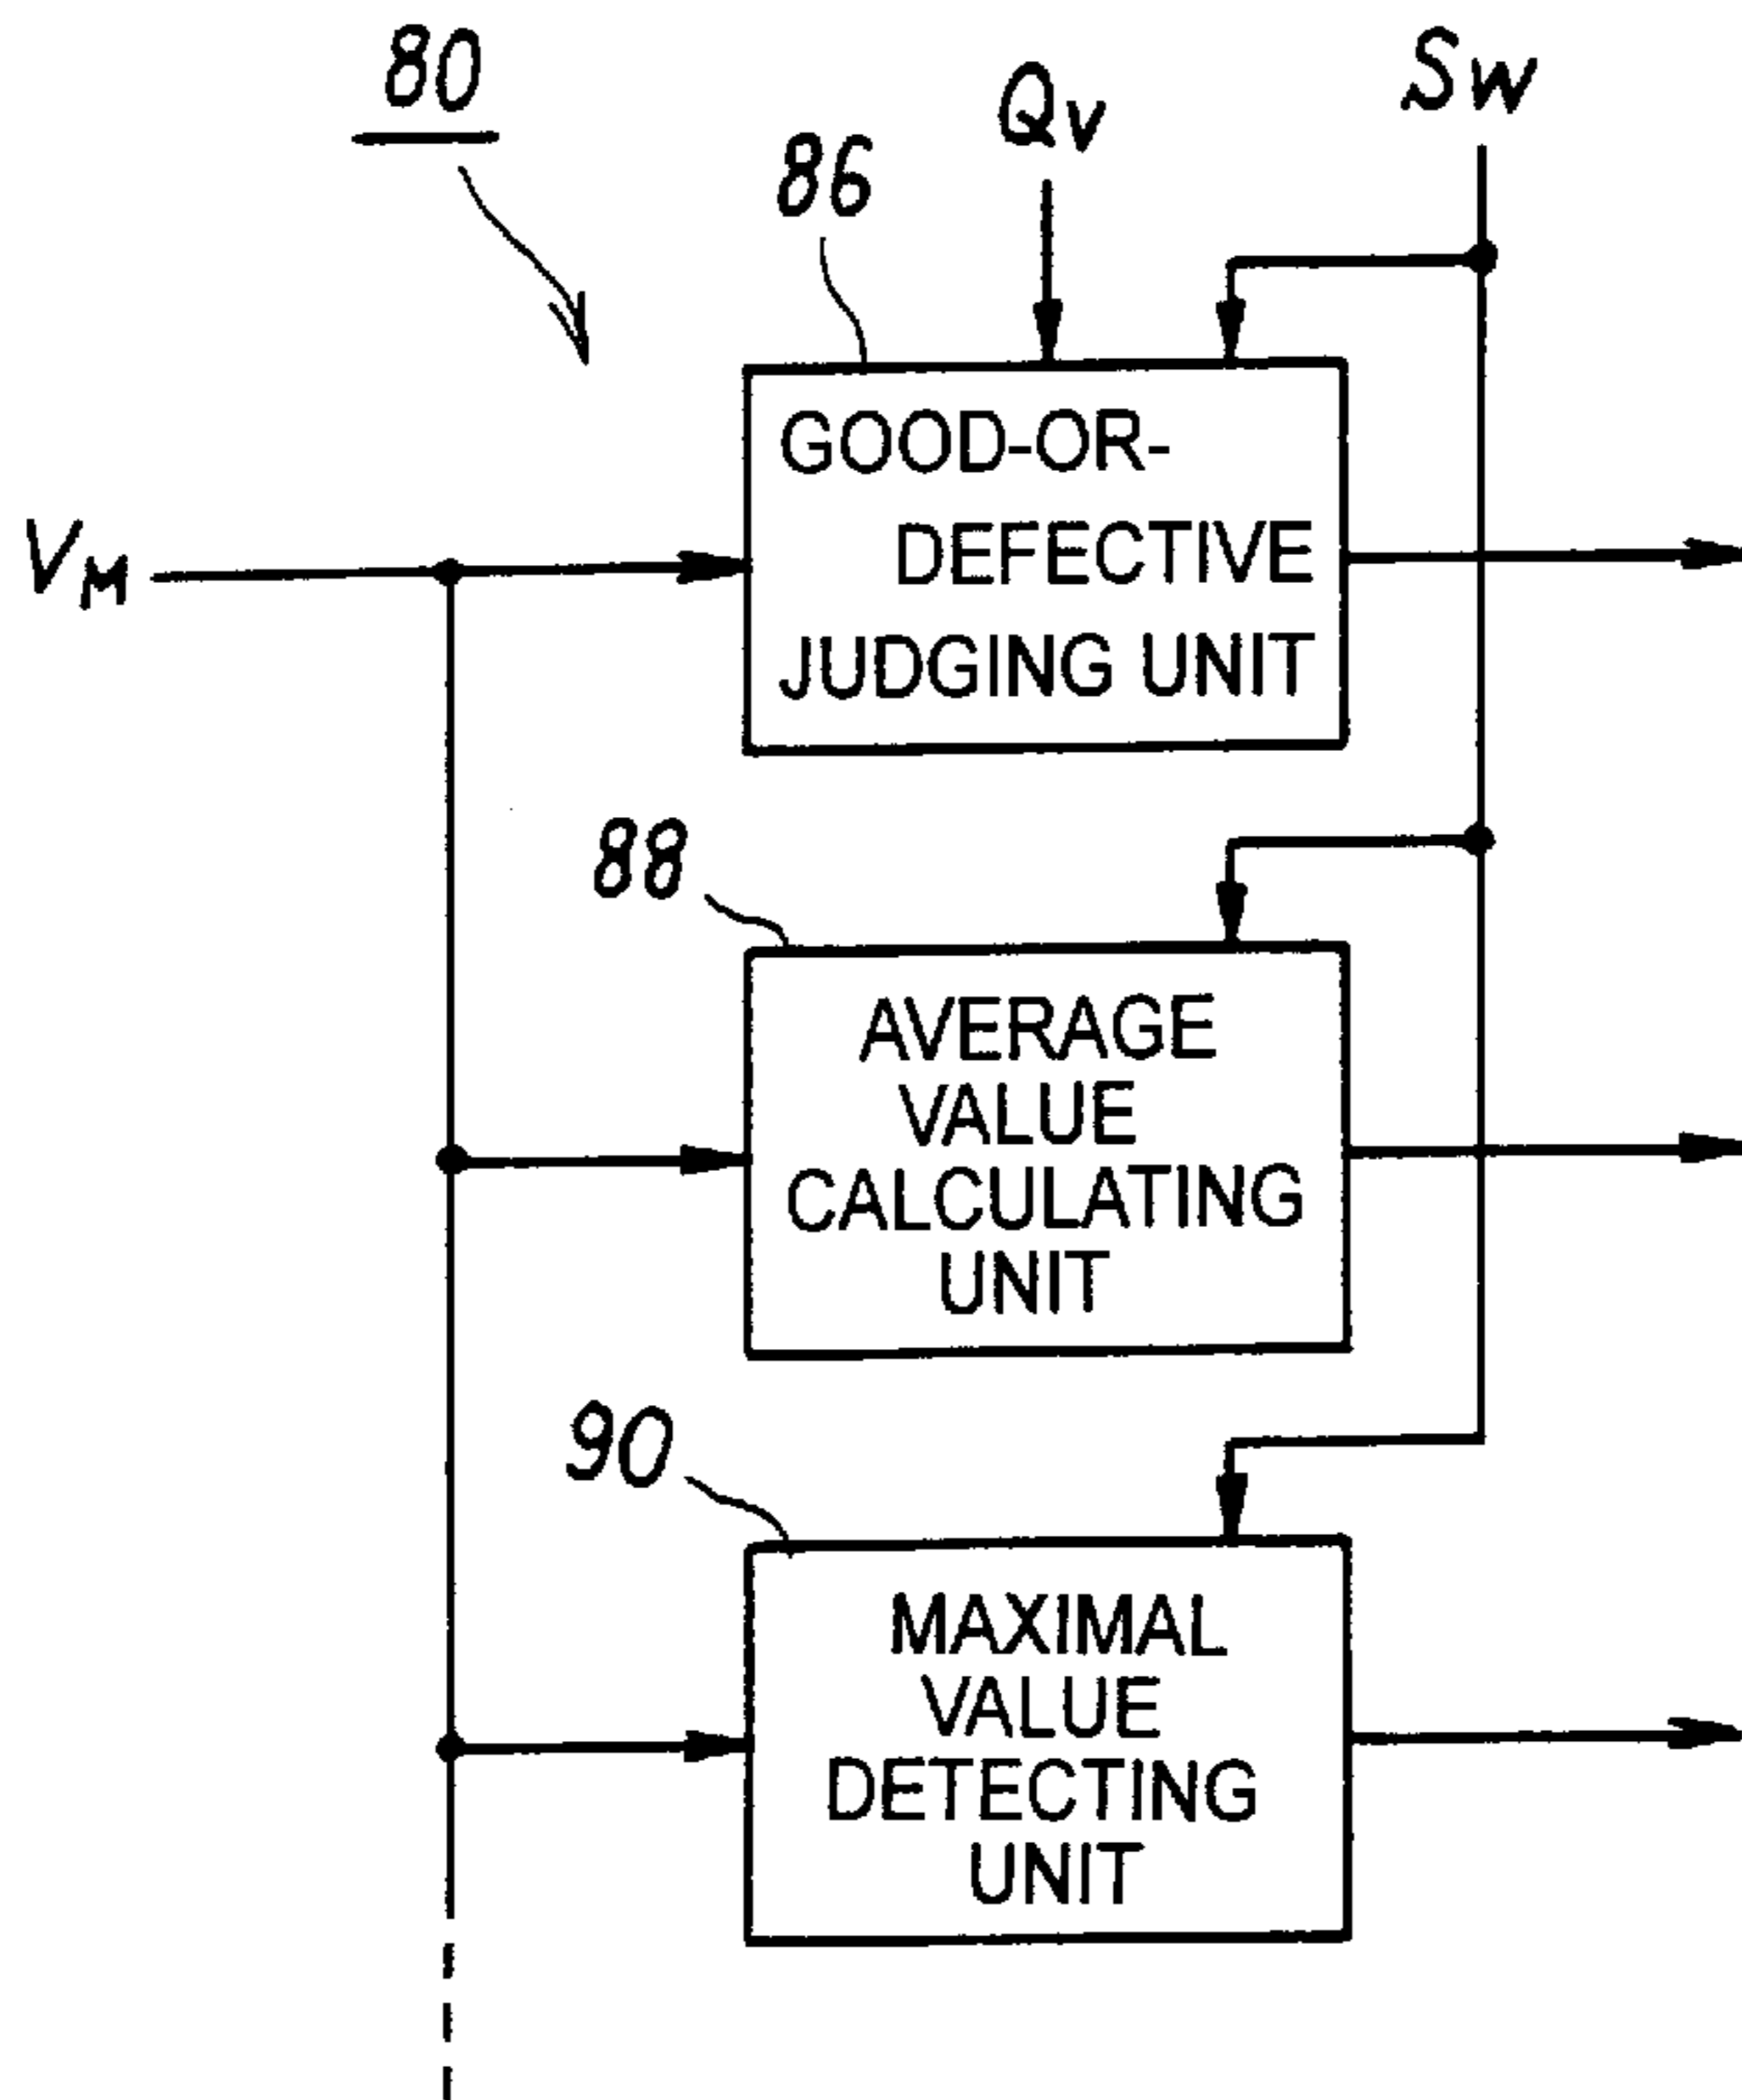 80
Qv
Sw
86
GOOD-OR-
DEFECTIVE
JUDGING UNIT
VM
88
AVERAGE
VALUE
CALCULATING
UNIT
90
MAXIMAL
VALUE
DETECTING
UNIT